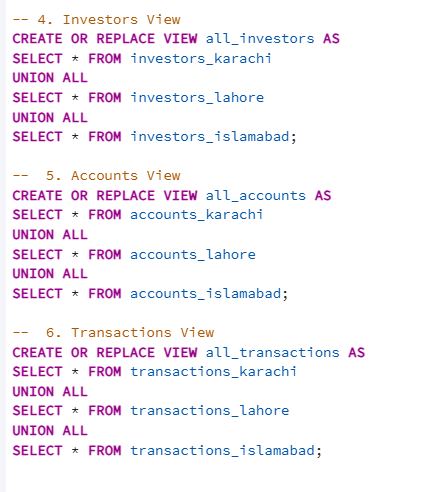 -- 4. Investors View
CREATE OR REPLACE VIEW all_investors AS
SELECT * FROM investors_karachi
UNION ALL
SELECT * FROM investors_lahore
UNION ALL
SELECT * FROM investors_islamabad;
--  5. Accounts View
CREATE OR REPLACE VIEW all_accounts AS
SELECT * FROM accounts_karachi
UNION ALL
SELECT * FROM accounts_lahore
UNION ALL
SELECT * FROM accounts_islamabad;
--  6. Transactions View
CREATE OR REPLACE VIEW all_transactions AS
SELECT * FROM transactions_karachi
UNION ALL
SELECT * FROM transactions_lahore
UNION ALL
SELECT * FROM transactions_islamabad;